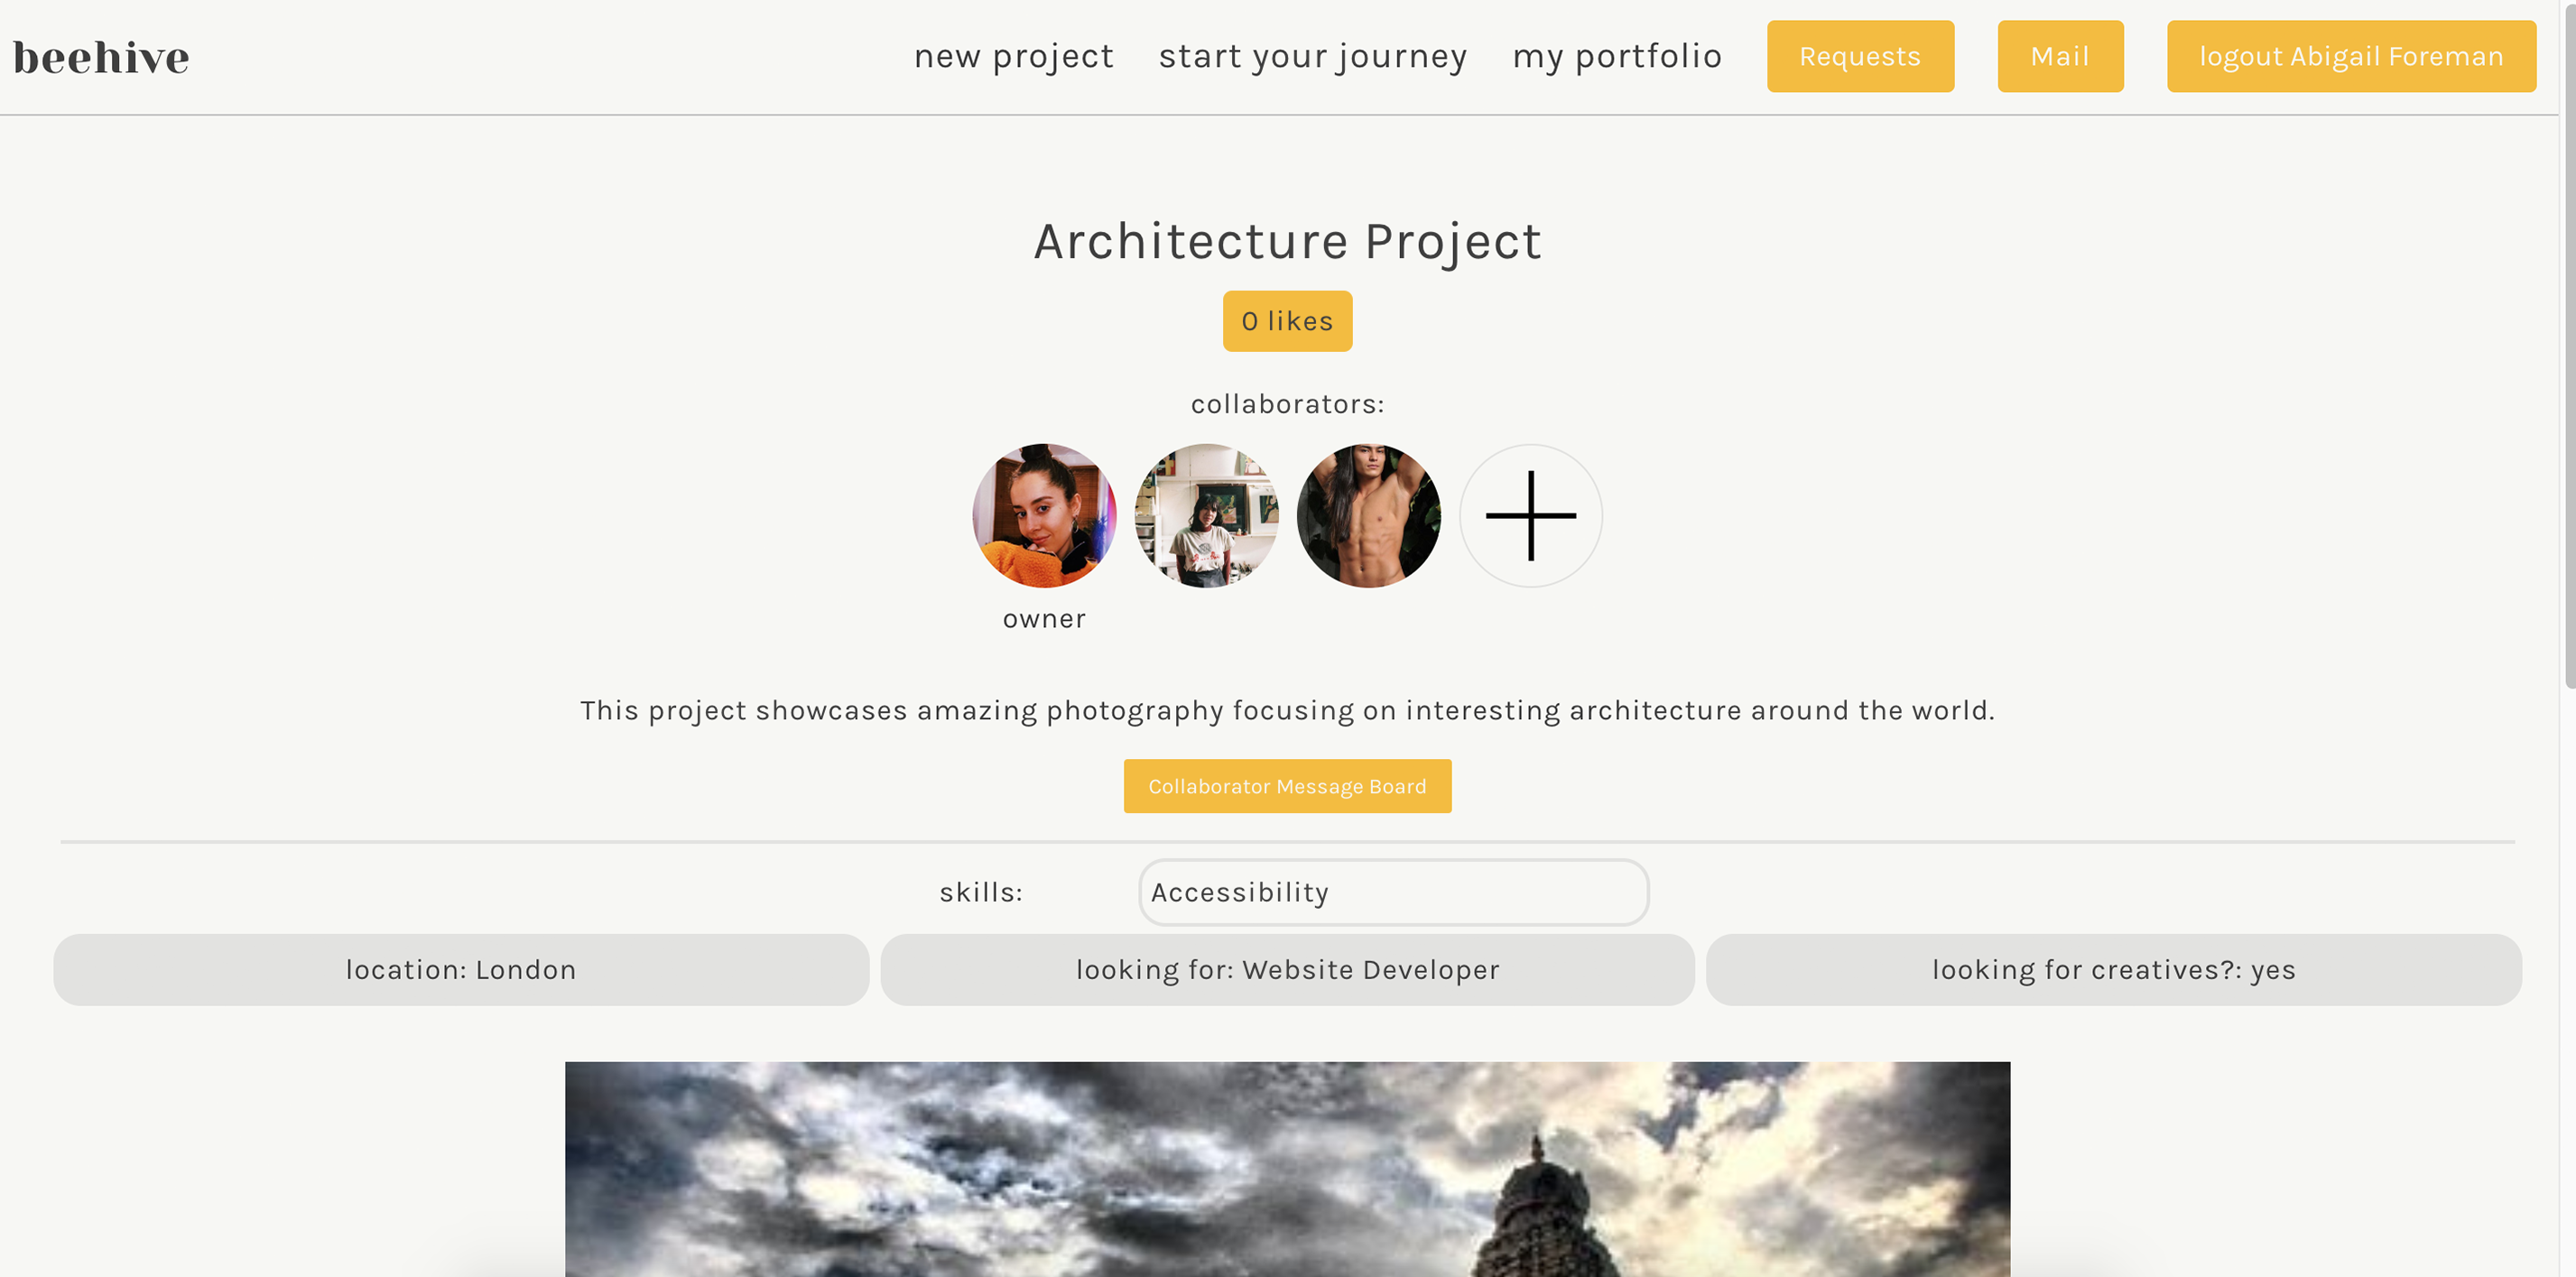 beehive
new project start your journey my portfolio Requests Mail logout Abigail Foreman
Architecture Project
0 likes
collaborators:
owner
This project showcases amazing photography focusing on interesting architecture around the world.
Collaborator Message Board
skills: Accessibility
location: London looking for: Website Developer looking for creatives?: yes